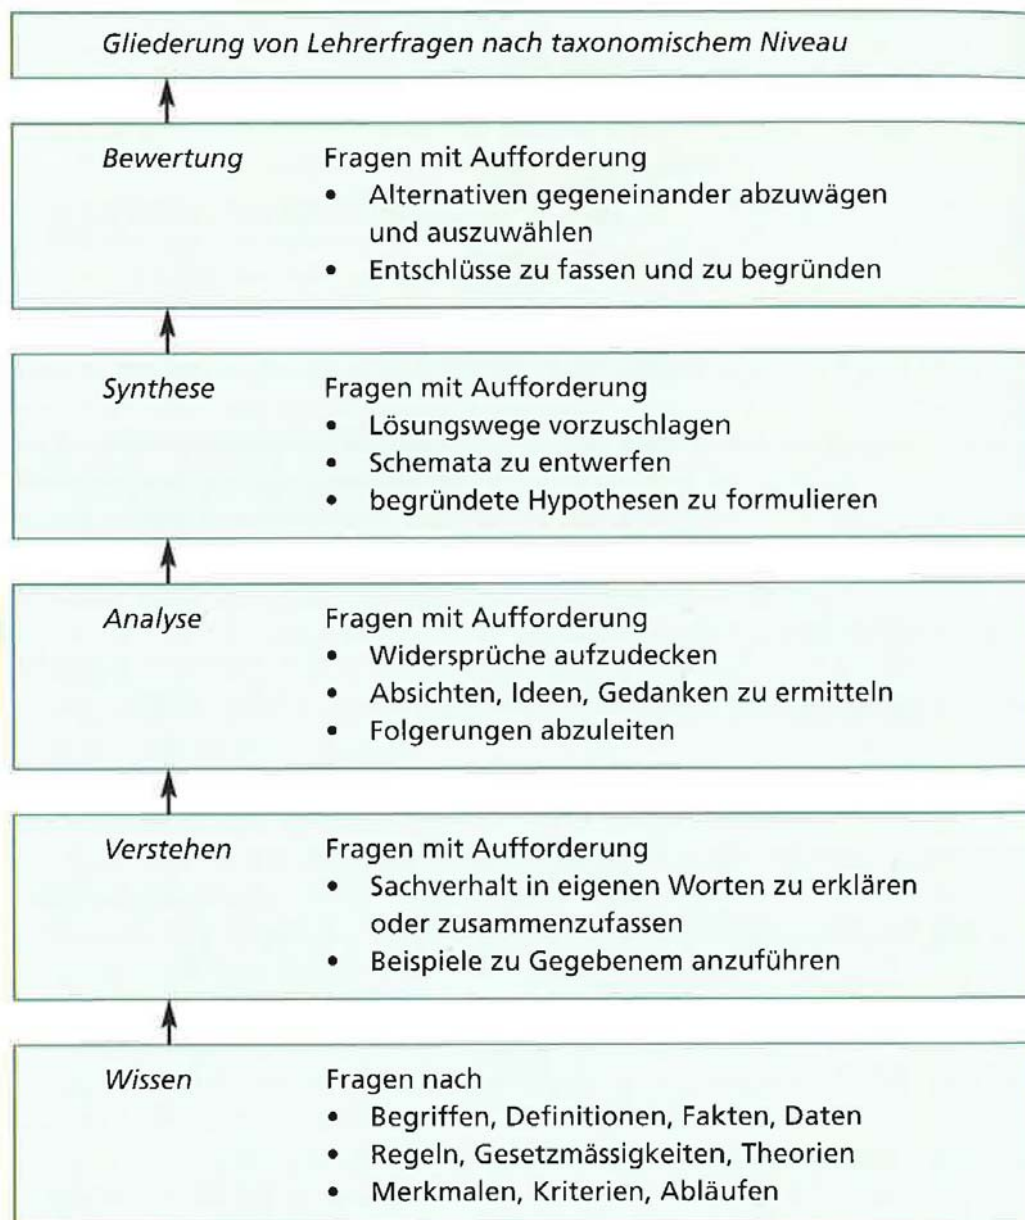 Gliederung von Lehrerfragen nach taxonomischem Niveau
Bewertung Fragen mit Aufforderung
• Alternativen gegeneinander abzuwägen
und auszuwählen
• Entschlüsse zu fassen und zu begründen
Synthese Fragen mit Aufforderung
• Lösungswege vorzuschlagen
• Schemata zu entwerfen
• begründete Hypothesen zu formulieren
Analyse Fragen mit Aufforderung
• Widersprüche aufzudecken
• Absichten, Ideen, Gedanken zu ermitteln
• Folgerungen abzuleiten
Verstehen Fragen mit Aufforderung
• Sachverhalt in eigenen Worten zu erklären
oder zusammenzufassen
• Beispiele zu Gegebenem anzuführen
Wissen Fragen nach
• Begriffen, Definitionen, Fakten, Daten
• Regeln, Gesetzmässigkeiten, Theorien
• Merkmalen, Kriterien, Abläufen